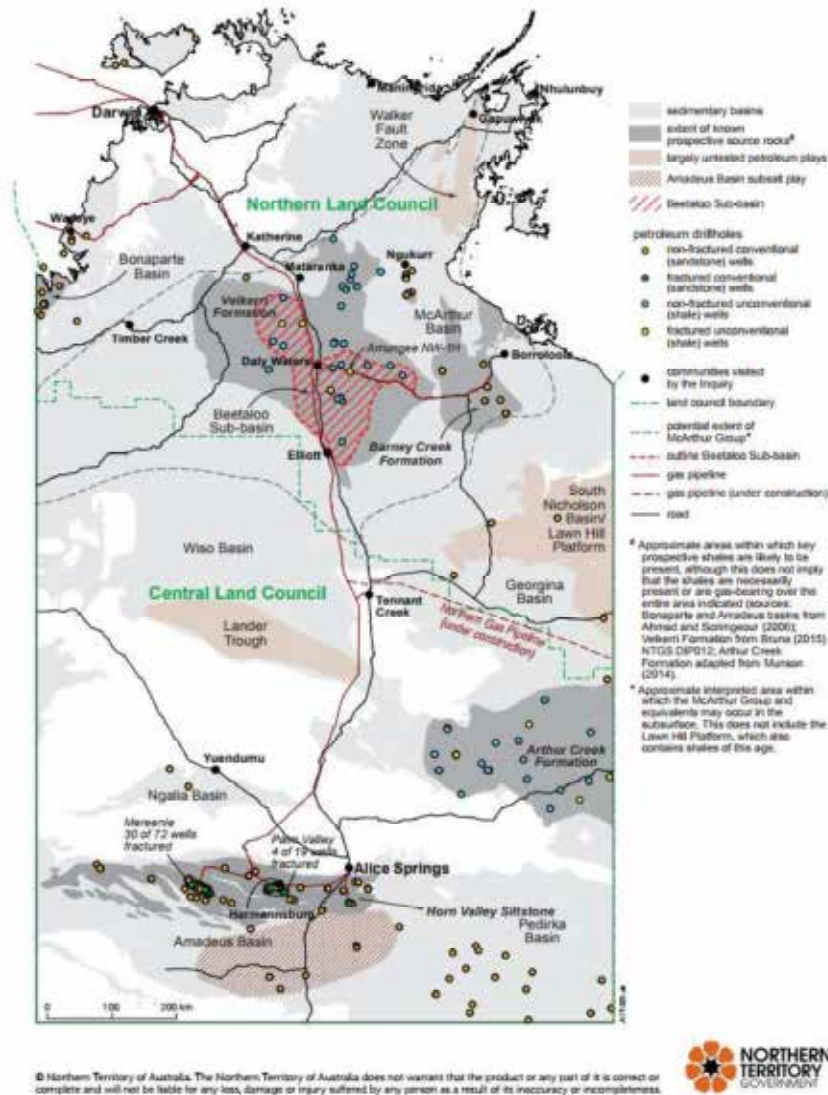 Darwin
Maningrida
Nhulunbuy
Gapuwiyak
Walker
Fault
Zone
Northern Land Council
Wadeye
Katherine
Bonaparte
Basin
Mataranka
Ngukurr
Velkerri
Formation
McArthur
Basin
Timber Creek
Daly Waters
Amungee NW-1H
Borroloola
Beetaloo
Sub-basin
Barney Creek
Formation
Elliott
South
Nicholson
Basin/
Lawn Hill
Platform
Wiso Basin
Central Land Council
Georgina
Basin
Tennant
Creek
Northern Gas Pipeline
(under construction)
Lander
Trough
Arthur Creek
Formation
Yuendumu
Ngalia Basin
Mereenie
30 of 72 wells
fractured
Palm Valley
4 of 19 wells
fractured
Alice Springs
Hermannsburg
Horn Valley Siltstone
Pedirka
Basin
Amadeus Basin
0 100 200 km
sedimentary basins
extent of known
prospective source rocks#
largely untested petroleum plays
Amadeus Basin subsalt play
Beetaloo Sub-basin
petroleum drillholes
non-fractured conventional
(sandstone) wells
fractured conventional
(sandstone) wells
non-fractured unconventional
(shale) wells
fractured unconventional
(shale) wells
communities visited
by the Inquiry
land council boundary
potential extent of
McArthur Group*
outline Beetaloo Sub-basin
gas pipeline
gas pipeline (under construction)
road
# Approximate areas within which key
prospective shales are likely to be
present, although this does not imply
that the shales are necessarily
present or are gas-bearing over the
entire area indicated (sources:
Bonaparte and Amadeus basins from
Ahmad and Scrimgeour (2006);
Velkerri Formation from Bruna (2015)
NTGS DIP012; Arthur Creek
Formation adapted from Munson
(2014).
* Approximate interpreted area within
which the McArthur Group and
equivalents may occur in the
subsurface. This does not include the
Lawn Hill Platform, which also
contains shales of this age.
© Northern Territory of Australia. The Northern Territory of Australia does not warrant that the product or any part of it is correct or
complete and will not be liable for any loss, damage or injury suffered by any person as a result of its inaccuracy or incompleteness.
NORTHERN
TERRITORY
GOVERNMENT